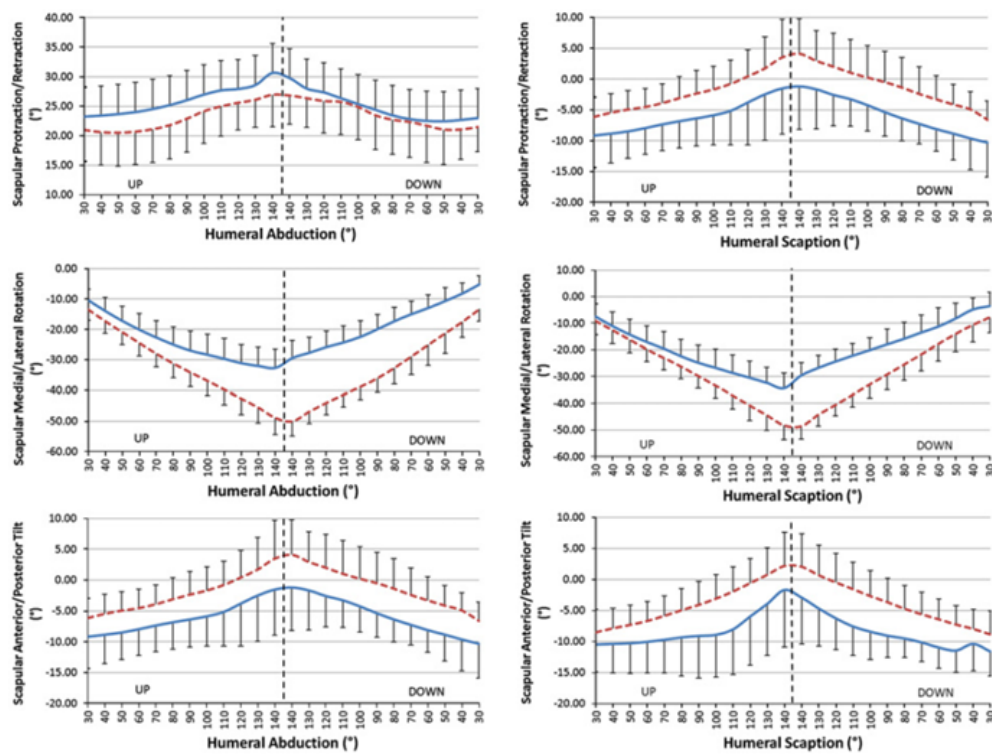 Scapular Protraction/Retraction
(°)
40.00
35.00
30.00
25.00
20.00
15.00
10.00
UP
DOWN
30 40 50 60 70 80 90 100 110 120 130 140 140 130 120 110 100 90 80 70 60 50 40 30
Humeral Abduction (°)
Scapular Protraction/Retraction
(°)
10.00
5.00
0.00
-5.00
-10.00
-15.00
-20.00
UP
DOWN
30 40 50 60 70 80 90 100 110 120 130 140 140 130 120 110 100 90 80 70 60 50 40 30
Humeral Scaption (°)
Scapular Medial/Lateral Rotation
(°)
0.00
-10.00
-20.00
-30.00
-40.00
-50.00
-60.00
UP
DOWN
30 40 50 60 70 80 90 100 110 120 130 140 140 130 120 110 100 90 80 70 60 50 40 30
Humeral Abduction (°)
Scapular Medial/Lateral Rotation
(°)
10.00
0.00
-10.00
-20.00
-30.00
-40.00
-50.00
-60.00
UP
DOWN
30 40 50 60 70 80 90 100 110 120 130 140 140 130 120 110 100 90 80 70 60 50 40 30
Humeral Scaption (°)
Scapular Anterior/Posterior Tilt
(°)
10.00
5.00
0.00
-5.00
-10.00
-15.00
-20.00
UP
DOWN
30 40 50 60 70 80 90 100 110 120 130 140 140 130 120 110 100 90 80 70 60 50 40 30
Humeral Abduction (°)
Scapular Anterior/Posterior Tilt
(°)
10.00
5.00
0.00
-5.00
-10.00
-15.00
-20.00
UP
DOWN
30 40 50 60 70 80 90 100 110 120 130 140 140 130 120 110 100 90 80 70 60 50 40 30
Humeral Scaption (°)